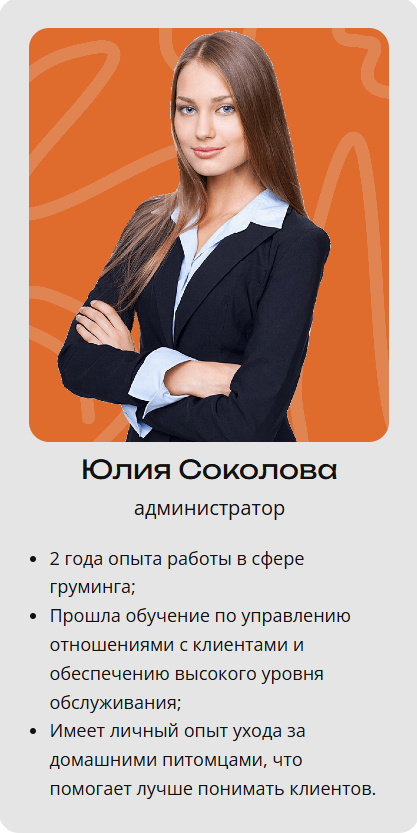 Юлия Соколова
администратор
• 2 года опыта работы в сфере
груминга;
• Прошла обучение по управлению
отношениями с клиентами и
обеспечению высокого уровня
обслуживания;
• Имеет личный опыт ухода за
домашними питомцами, что
помогает лучше понимать клиентов.